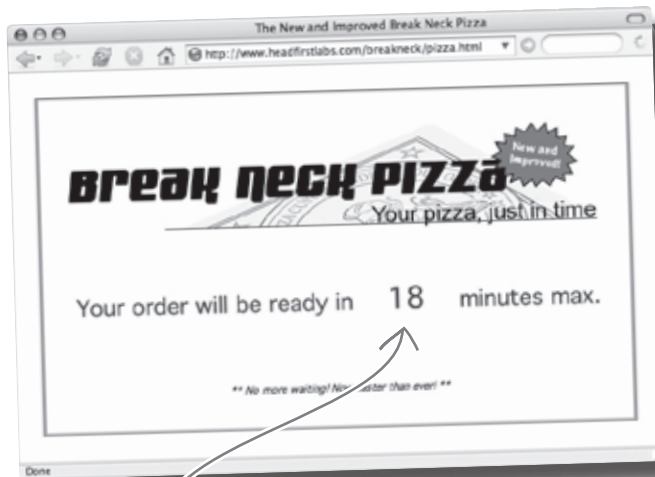 The New and Improved Break Neck Pizza
http://www.headfirstlabs.com/breakneck/pizza.html
New and
Improved!
Break Neck Pizza
Your pizza, just in time
Your order will be ready in 18 minutes max.
** No more waiting! than ever! **
Done